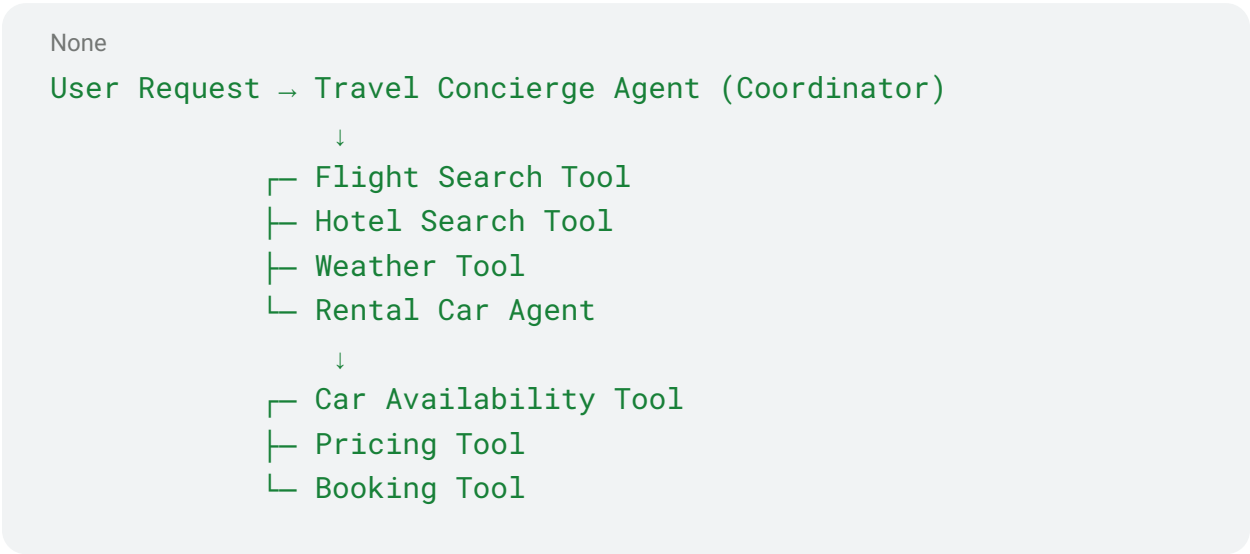 None
User Request → Travel Concierge Agent (Coordinator)
↓
┌─ Flight Search Tool
├─ Hotel Search Tool
├─ Weather Tool
└─ Rental Car Agent
↓
┌─ Car Availability Tool
├─ Pricing Tool
└─ Booking Tool